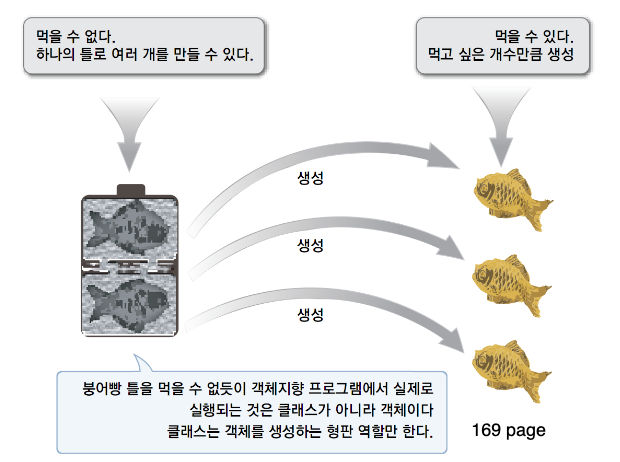 먹을 수 없다.
하나의 틀로 여러 개를 만들 수 있다.
먹을 수 있다.
먹고 싶은 개수만큼 생성
생성
생성
생성
붕어빵 틀을 먹을 수 없듯이 객체지향 프로그램에서 실제로
실행되는 것은 클래스가 아니라 객체이다
클래스는 객체를 생성하는 형판 역할만 한다.
169 page